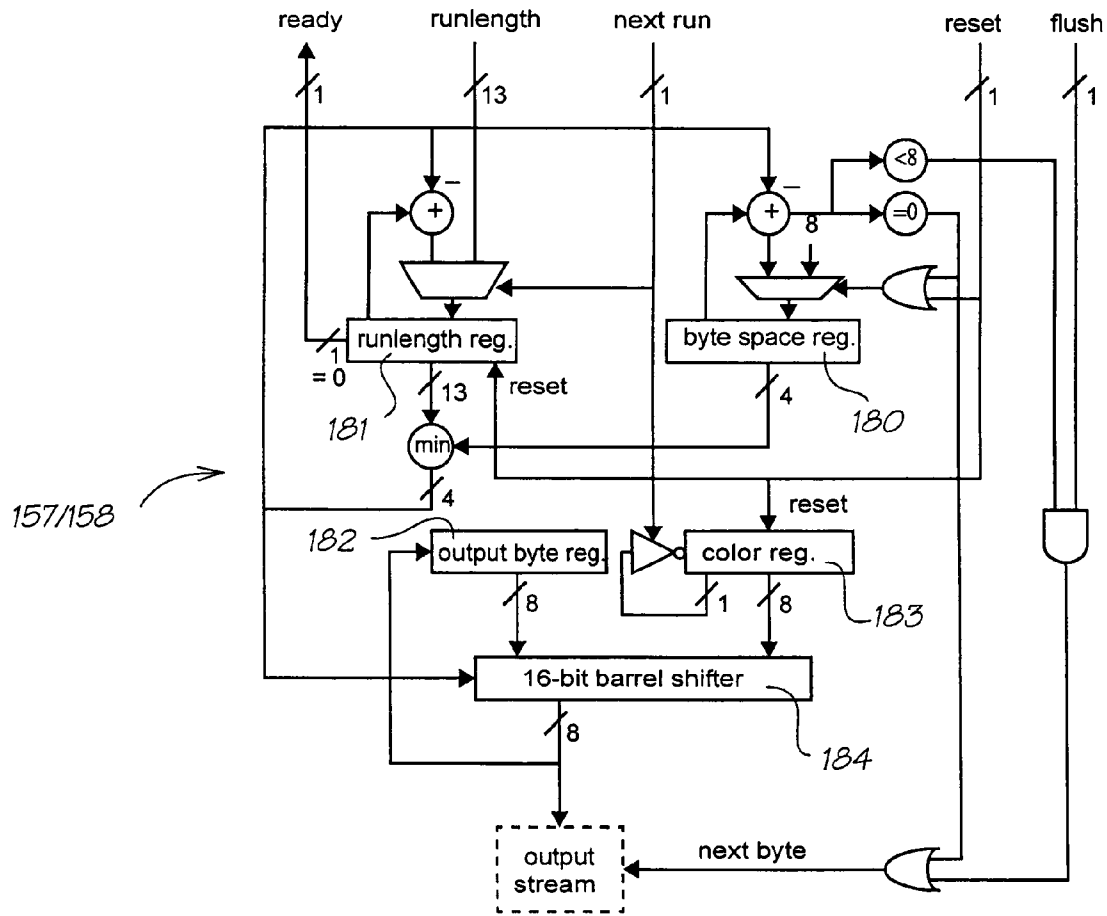 ready runlength next run reset flush
1 13 1 1 1
<8
− −
+ + =0
8
runlength reg. byte space reg.
1
= 0 13 reset 4
181 180
min
4
157/158
reset
182
output byte reg. color reg.
8 1 8 183
16-bit barrel shifter
8 184
next byte
output
stream